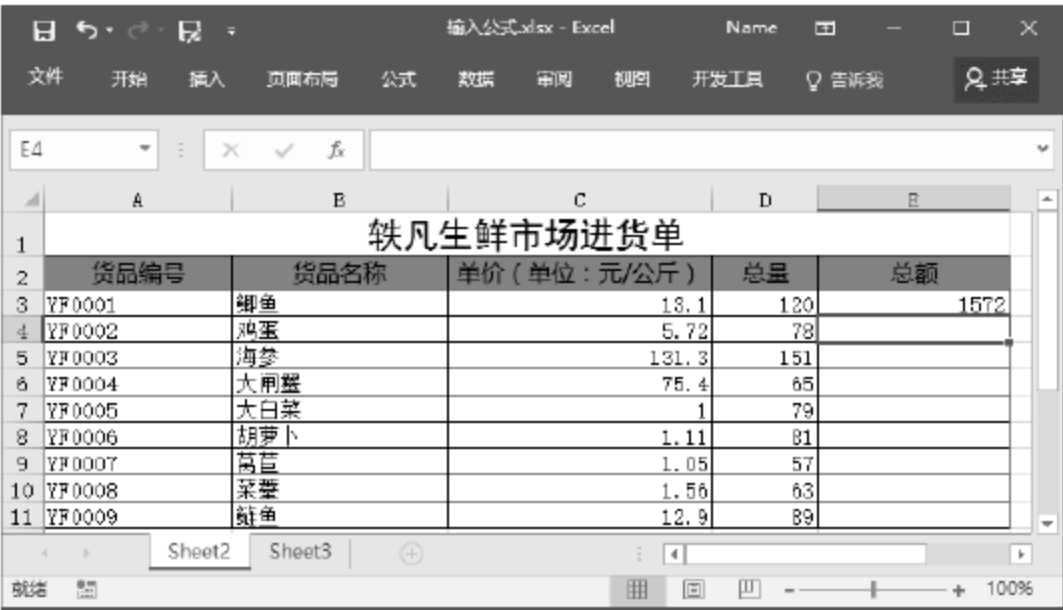 输入公式.xlsx - Excel Name
文件 开始 插入 页面布局 公式 数据 审阅 视图 开发工具 告诉我 共享
E4 fx
A B C D E
1 轶凡生鲜市场进货单
2 货品编号 货品名称 单价（单位：元/公斤） 总量 总额
3 YF0001 鲫鱼 13.1 120 1572
4 YF0002 鸡蛋 5.72 78
5 YF0003 海参 131.3 151
6 YF0004 大闸蟹 75.4 65
7 YF0005 大白菜 1 79
8 YF0006 胡萝卜 1.11 81
9 YF0007 莴苣 1.05 57
10 YF0008 菜薹 1.56 63
11 YF0009 鲢鱼 12.9 89
Sheet2 Sheet3
就绪 100%